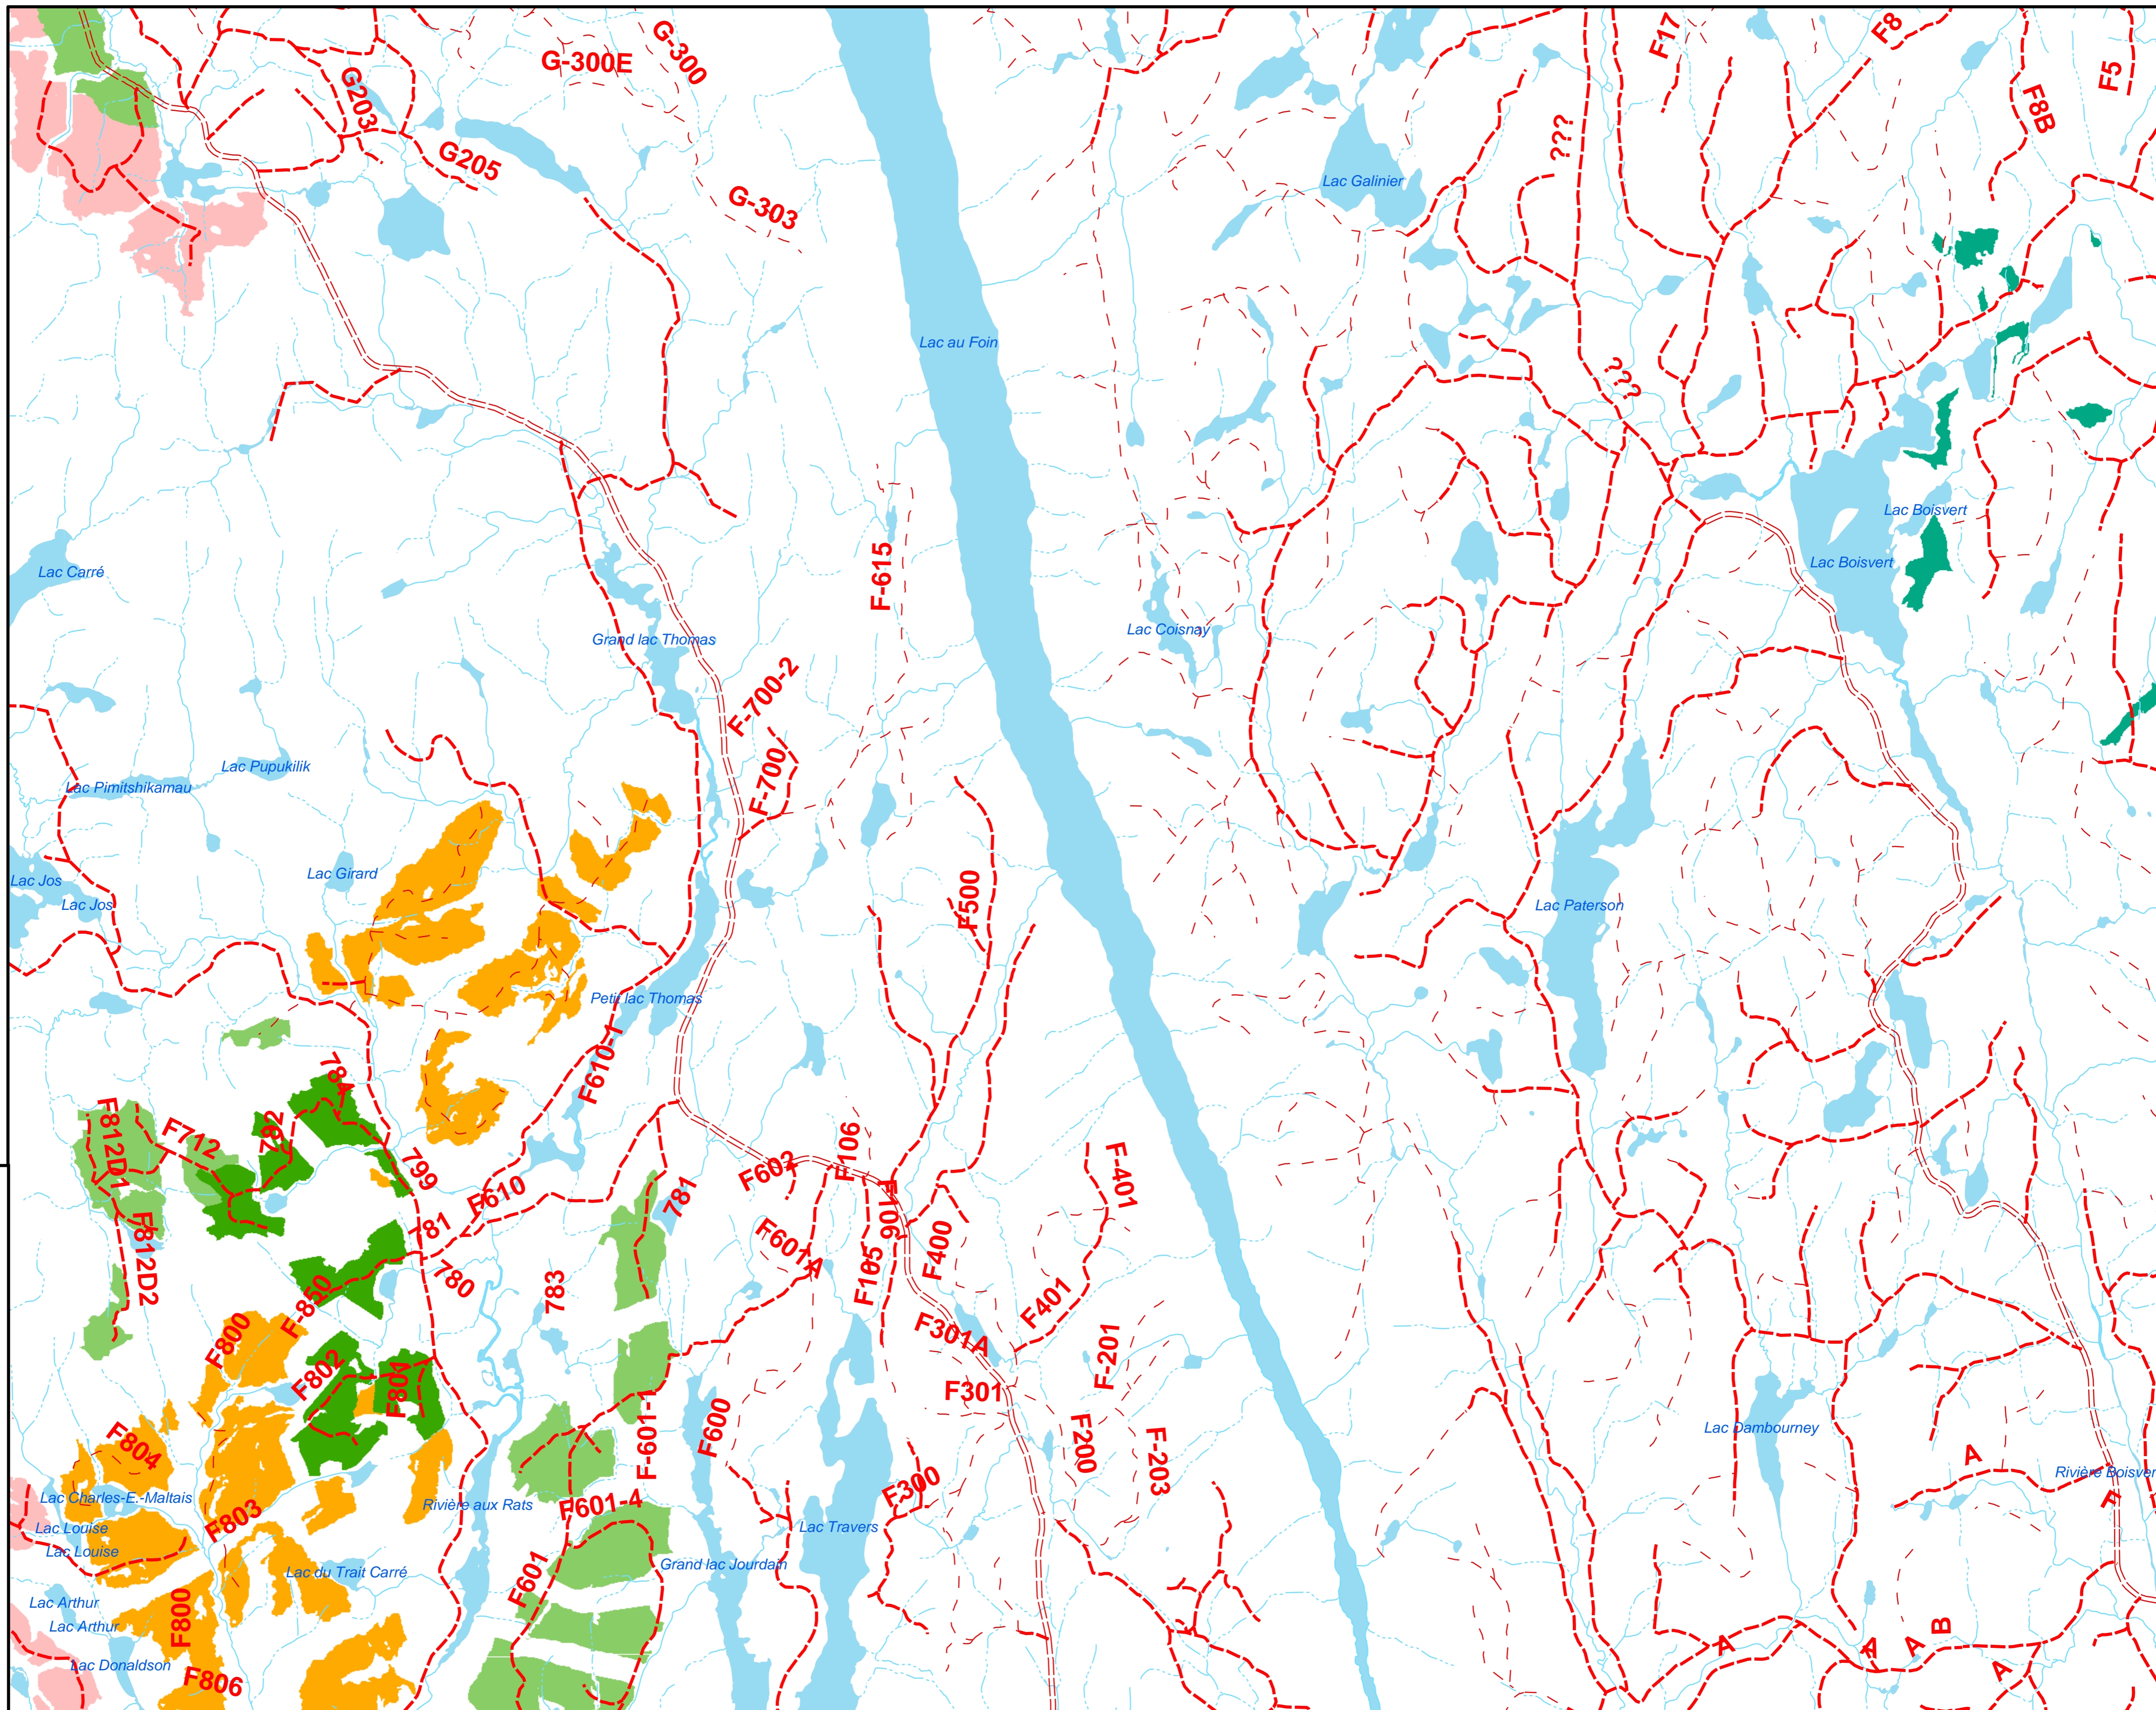 G-300E
G-300
F17
F8
F5
F8B
G203
G205
G-303
???
Lac Galinier
Lac au Foin
???
Lac Boisvert
Lac Boisvert
Lac Carré
F-615
Grand lac Thomas
Lac Coisnay
F-700-2
F-700
Lac Pupukilik
Lac Pimitshikamau
Lac Girard
Lac Jos
Lac Jos
F500
Lac Paterson
Petit lac Thomas
F610-1
784
782
F712
F812D1
F812D2
799
F610
81
780
781
783
F602
F106
F106
F105
F601A
F400
F-401
F401
F301A
F301
F-201
F-850
F800
F802
F804
F804
F-601-1
F600
F200
F-203
F300
Lac Dambourney
A
Rivière Boisver
Lac Charles-E.-Maltais
Rivière aux Rats
F601-4
Lac Travers
F803
Lac Louise
Lac Louise
Lac du Trait Carré
Grand lac Jourdain
F601
Lac Arthur
Lac Arthur
F800
Lac Donaldson
F806
A
A
A
B
A